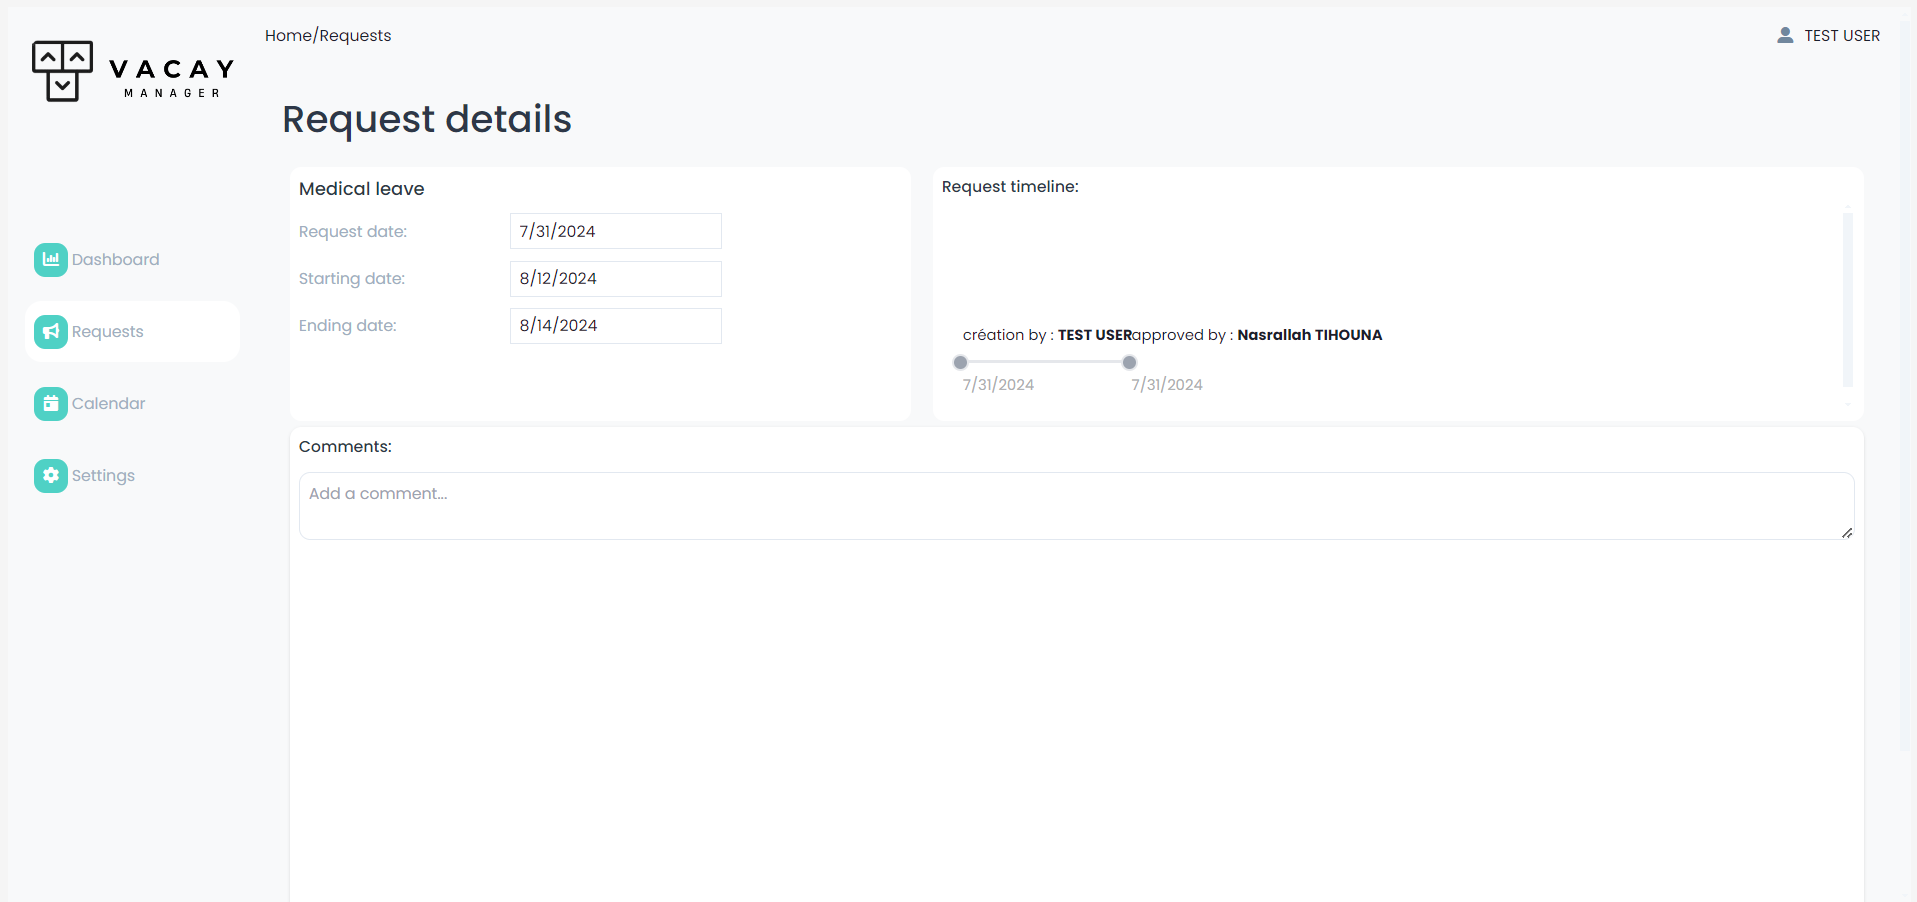 Home/Requests
TEST USER
VACAY
MANAGER
Request details
Dashboard
Requests
Calendar
Settings
Medical leave
Request date: 7/31/2024
Starting date: 8/12/2024
Ending date: 8/14/2024
Request timeline:
création by : TEST USER
7/31/2024
approved by : Nasrallah TIHOUNA
7/31/2024
Comments:
Add a comment...